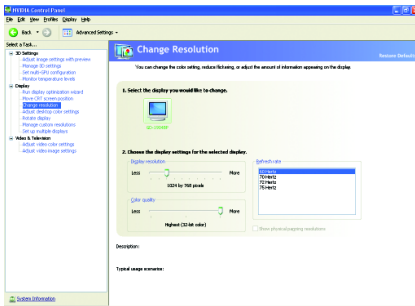 NVIDIA Control Panel
File Edit View Profiles Display Help
Back Advanced Settings
Select a Task...
3D Settings
Adjust image settings with preview
Manage 3D settings
Set multi-GPU configuration
Monitor temperature levels
Display
Run display optimization wizard
Move CRT screen position
Change resolution
Adjust desktop color settings
Rotate display
Manage custom resolutions
Set up multiple displays
Video & Television
Adjust video color settings
Adjust video image settings
System Information
Change Resolution
Restore Defaults
You can change the color setting, reduce flickering, or adjust the amount of information appearing on the display.
1. Select the display you would like to change.
2. Choose the display settings for the selected display.
Display resolution
Less More
1024 by 768 pixels
Color quality
Less More
Highest (32-bit color)
Refresh rate
60 Hertz
70 Hertz
72 Hertz
75 Hertz
Show physical panning resolutions
Description:
Typical usage scenarios: